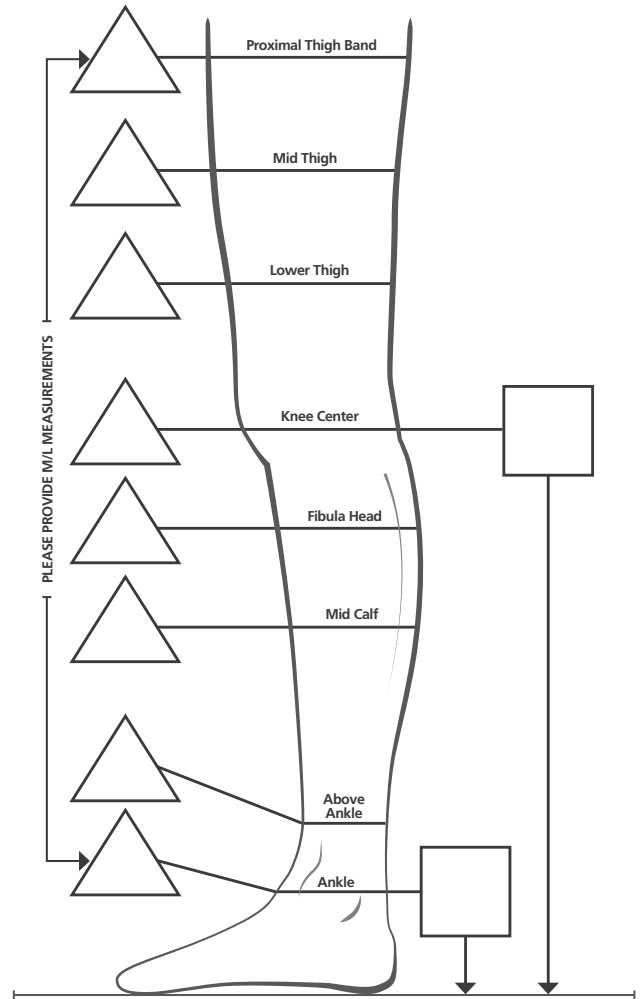 Proximal Thigh Band
Mid Thigh
Lower Thigh
PLEASE PROVIDE M/L MEASUREMENTS
Knee Center
Fibula Head
Mid Calf
Above
Ankle
Ankle